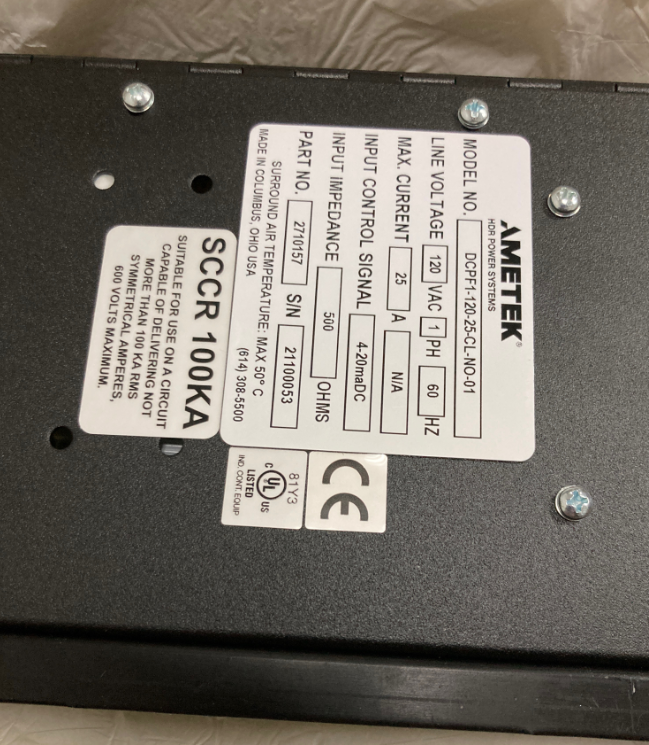 AMETEK®
HDR POWER SYSTEMS
MODEL NO. DCPF1-120-25-CL-NO-01
LINE VOLTAGE 120 VAC 1 PH 60 HZ
MAX. CURRENT 25 A N/A
INPUT CONTROL SIGNAL 4-20maDC
INPUT IMPEDANCE 500 OHMS
PART NO. 2710157 S/N 21100053
SURROUND AIR TEMPERATURE: MAX 50° C
MADE IN COLUMBUS, OHIO USA (614) 308-5500
SCCR 100KA
SUITABLE FOR USE ON A CIRCUIT
CAPABLE OF DELIVERING NOT
MORE THAN 100 KA RMS
SYMMETRICAL AMPERES,
600 VOLTS MAXIMUM.
CE
81Y3
C UL US
LISTED
IND. CONT. EQUIP